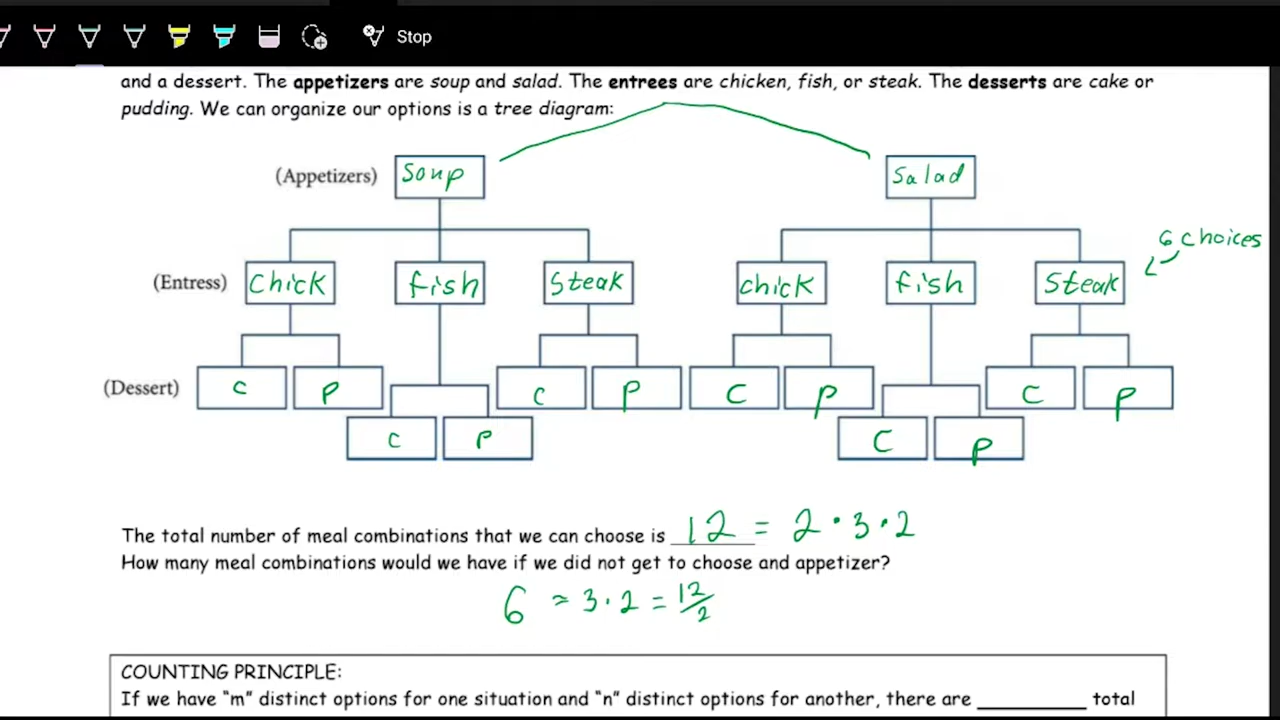 Stop
and a dessert. The appetizers are soup and salad. The entrees are chicken, fish, or steak. The desserts are cake or
pudding. We can organize our options is a tree diagram:
(Appetizers) Soup Salad
6 choices
(Entress) Chick fish Steak chick fish Steak
(Dessert) C P C P C P C P
C P C P
The total number of meal combinations that we can choose is 12 = 2 · 3 · 2
How many meal combinations would we have if we did not get to choose and appetizer?
6 = 3 · 2 = 12/2
COUNTING PRINCIPLE:
If we have "m" distinct options for one situation and "n" distinct options for another, there are ________ total